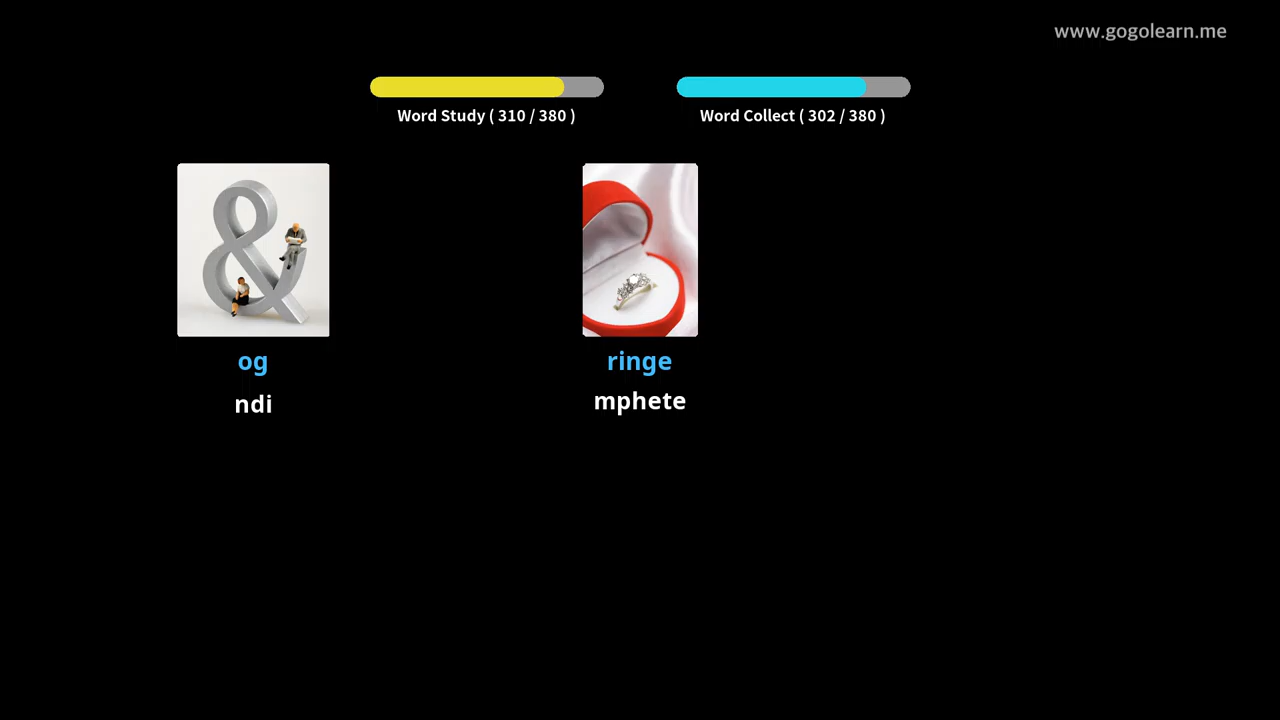 www.gogolearn.me
Word Study ( 310 / 380 )
Word Collect ( 302 / 380 )
&
og
ringe
ndi
mphete